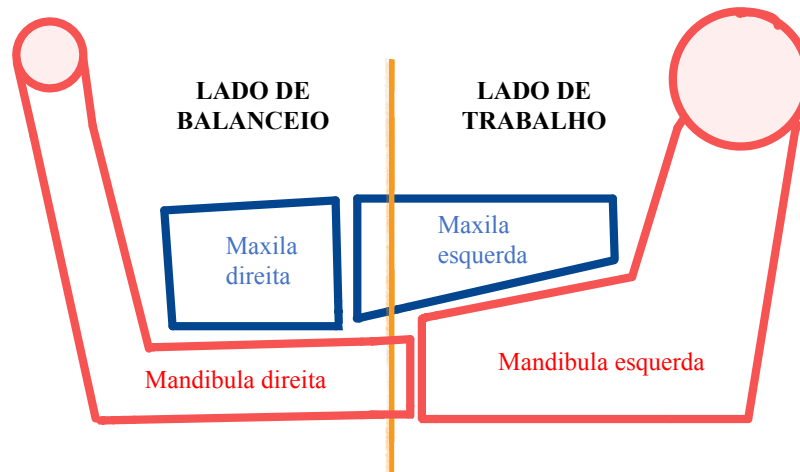 LADO DE
BALANCEIO
LADO DE
TRABALHO
Maxila
direita
Maxila
esquerda
Mandibula direita
Mandibula esquerda